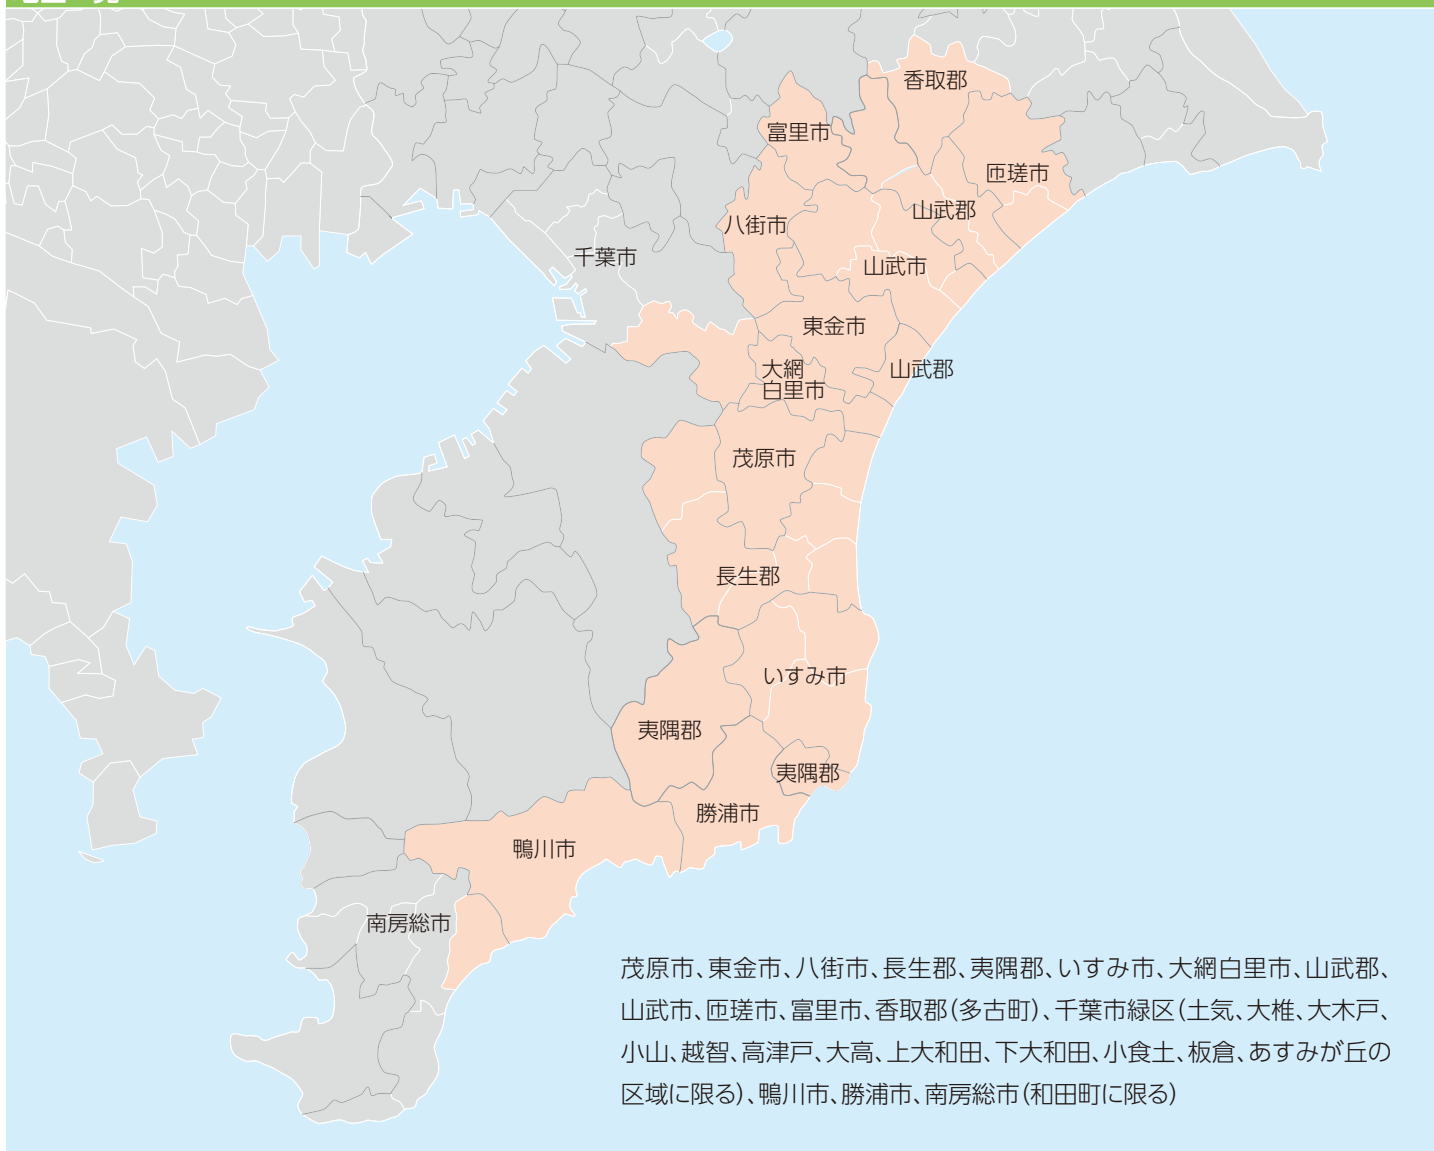 香取郡
富里市
匝瑳市
山武郡
八街市
千葉市
山武市
東金市
山武郡
大網
白里市
茂原市
長生郡
いすみ市
夷隅郡
夷隅郡
勝浦市
鴨川市
南房総市
茂原市、東金市、八街市、長生郡、夷隅郡、いすみ市、大網白里市、山武郡、
山武市、匝瑳市、富里市、香取郡(多古町)、千葉市緑区(土気、大椎、大木戸、
小山、越智、高津戸、大高、上大和田、下大和田、小食土、板倉、あすみが丘の
区域に限る)、鴨川市、勝浦市、南房総市(和田町に限る)